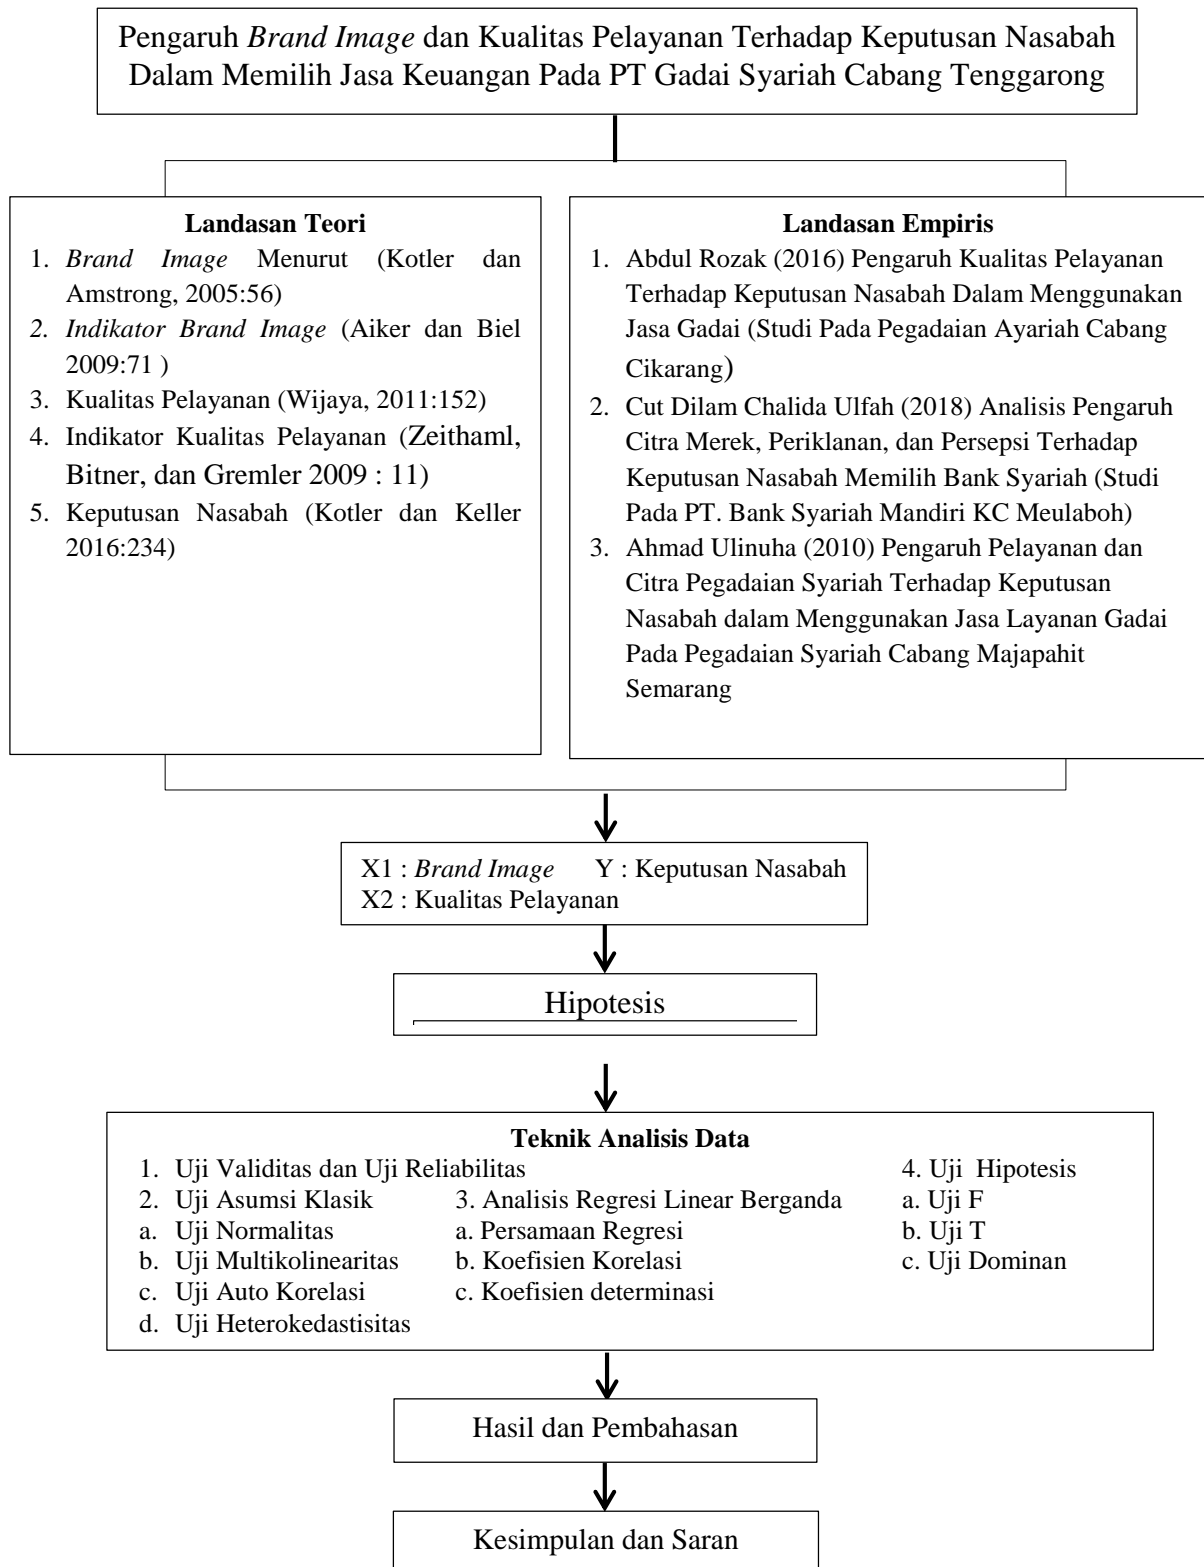 Pengaruh Brand Image dan Kualitas Pelayanan Terhadap Keputusan Nasabah
Dalam Memilih Jasa Keuangan Pada PT Gadai Syariah Cabang Tenggarong
Landasan Teori
1. Brand Image Menurut (Kotler dan
Amstrong, 2005:56)
2. Indikator Brand Image (Aiker dan Biel
2009:71 )
3. Kualitas Pelayanan (Wijaya, 2011:152)
4. Indikator Kualitas Pelayanan (Zeithaml,
Bitner, dan Gremler 2009 : 11)
5. Keputusan Nasabah (Kotler dan Keller
2016:234)
Landasan Empiris
1. Abdul Rozak (2016) Pengaruh Kualitas Pelayanan
Terhadap Keputusan Nasabah Dalam Menggunakan
Jasa Gadai (Studi Pada Pegadaian Ayariah Cabang
Cikarang)
2. Cut Dilam Chalida Ulfah (2018) Analisis Pengaruh
Citra Merek, Periklanan, dan Persepsi Terhadap
Keputusan Nasabah Memilih Bank Syariah (Studi
Pada PT. Bank Syariah Mandiri KC Meulaboh)
3. Ahmad Ulinuha (2010) Pengaruh Pelayanan dan
Citra Pegadaian Syariah Terhadap Keputusan
Nasabah dalam Menggunakan Jasa Layanan Gadai
Pada Pegadaian Syariah Cabang Majapahit
Semarang
X1 : Brand Image Y : Keputusan Nasabah
X2 : Kualitas Pelayanan
Hipotesis
Teknik Analisis Data
1. Uji Validitas dan Uji Reliabilitas 4. Uji Hipotesis
2. Uji Asumsi Klasik 3. Analisis Regresi Linear Berganda a. Uji F
a. Uji Normalitas a. Persamaan Regresi b. Uji T
b. Uji Multikolinearitas b. Koefisien Korelasi c. Uji Dominan
c. Uji Auto Korelasi c. Koefisien determinasi
d. Uji Heterokedastisitas
Hasil dan Pembahasan
Kesimpulan dan Saran